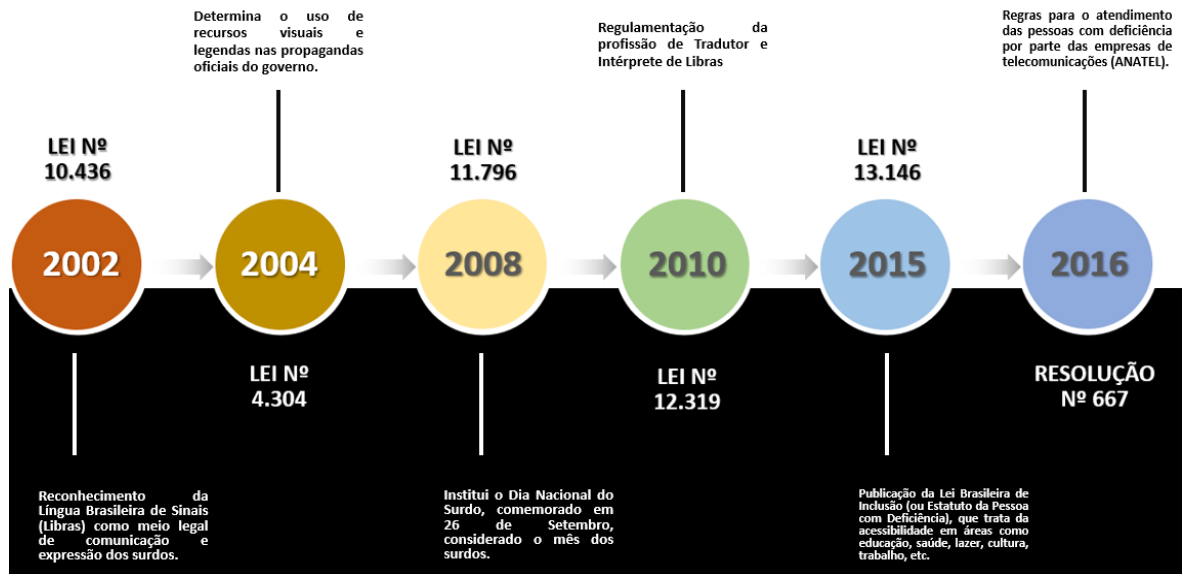 LEI Nº
10.436
2002
Reconhecimento da
Língua Brasileira de Sinais
(Libras) como meio legal
de comunicação e
expressão dos surdos.
Determina o uso de
recursos visuais e
legendas nas propagandas
oficiais do governo.
2004
LEI Nº
4.304
LEI Nº
11.796
2008
Institui o Dia Nacional do
Surdo, comemorado em
26 de Setembro,
considerado o mês dos
surdos.
Regulamentação da
profissão de Tradutor e
Intérprete de Libras
2010
LEI Nº
12.319
LEI Nº
13.146
2015
Publicação da Lei Brasileira de
Inclusão (ou Estatuto da Pessoa
com Deficiência), que trata da
acessibilidade em áreas como
educação, saúde, lazer, cultura,
trabalho, etc.
Regras para o atendimento
das pessoas com deficiência
por parte das empresas de
telecomunicações (ANATEL).
2016
RESOLUÇÃO
Nº 667